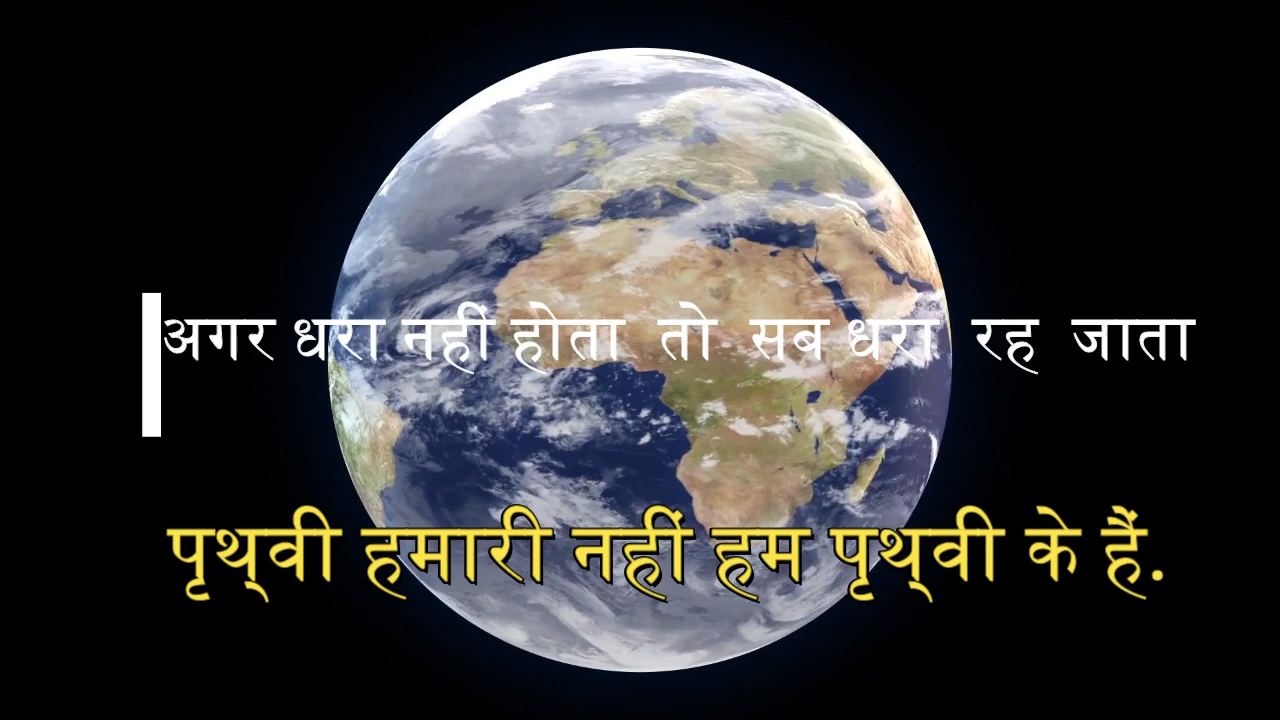 अगर धरा नहीं होता तो सब धरा रह जाता
पृथ्वी हमारी नहीं हम पृथ्वी के हैं.